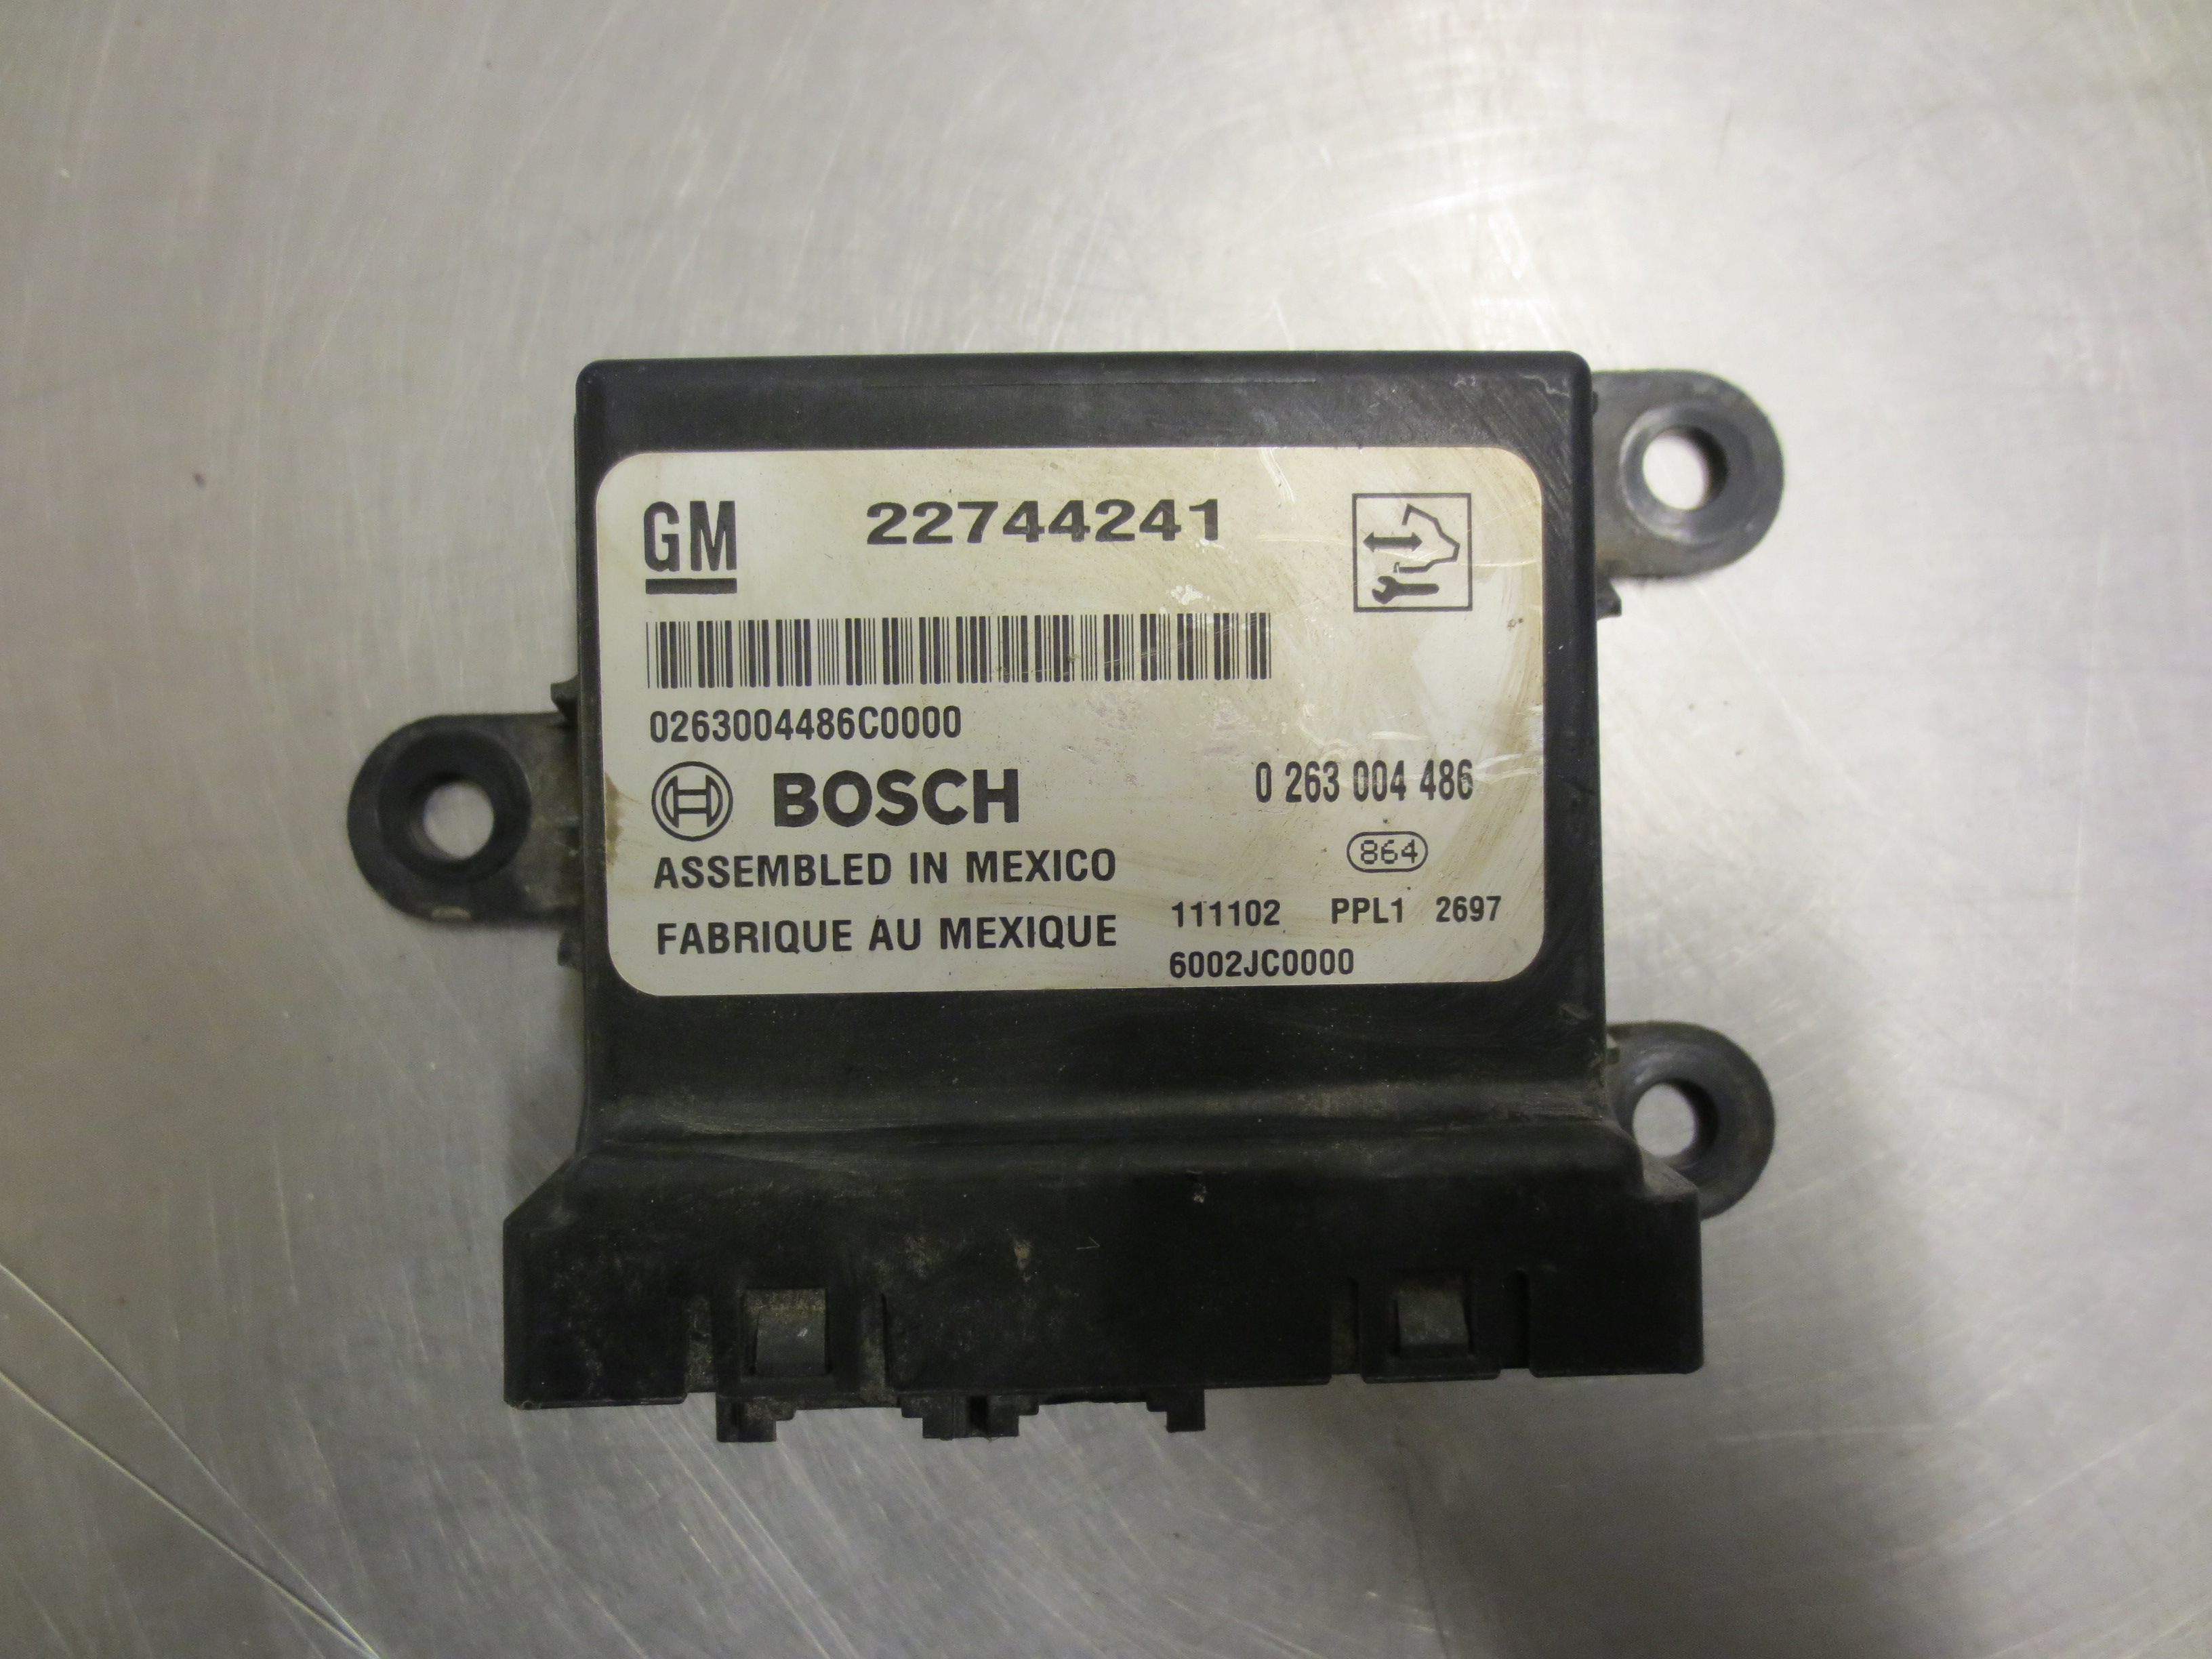 GM 22744241
0263004486C0000
BOSCH 0 263 004 486
864
ASSEMBLED IN MEXICO
FABRIQUE AU MEXIQUE
111102 PPL1 2697
6002JC0000